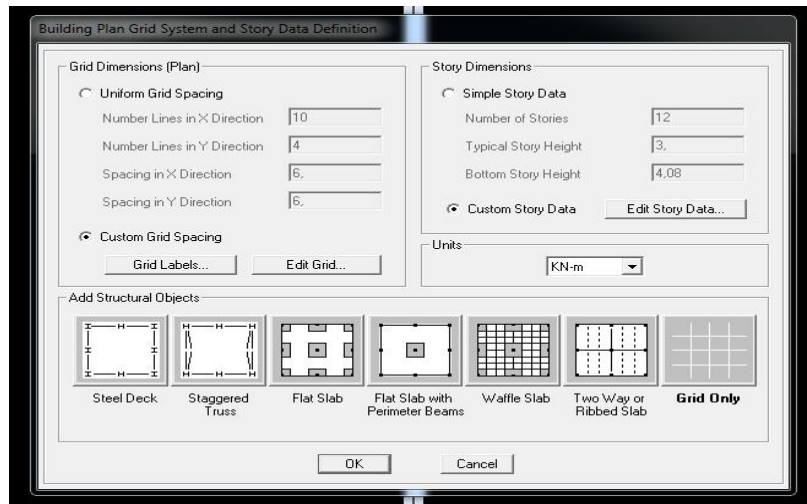 Building Plan Grid System and Story Data Definition
Grid Dimensions (Plan)
Uniform Grid Spacing
Number Lines in X Direction 10
Number Lines in Y Direction 4
Spacing in X Direction 6,
Spacing in Y Direction 6,
Custom Grid Spacing
Grid Labels... Edit Grid...
Story Dimensions
Simple Story Data
Number of Stories 12
Typical Story Height 3,
Bottom Story Height 4,08
Custom Story Data Edit Story Data...
Units
KN-m
Add Structural Objects
Steel Deck
Staggered
Truss
Flat Slab
Flat Slab with
Perimeter Beams
Waffle Slab
Two Way or
Ribbed Slab
Grid Only
OK Cancel